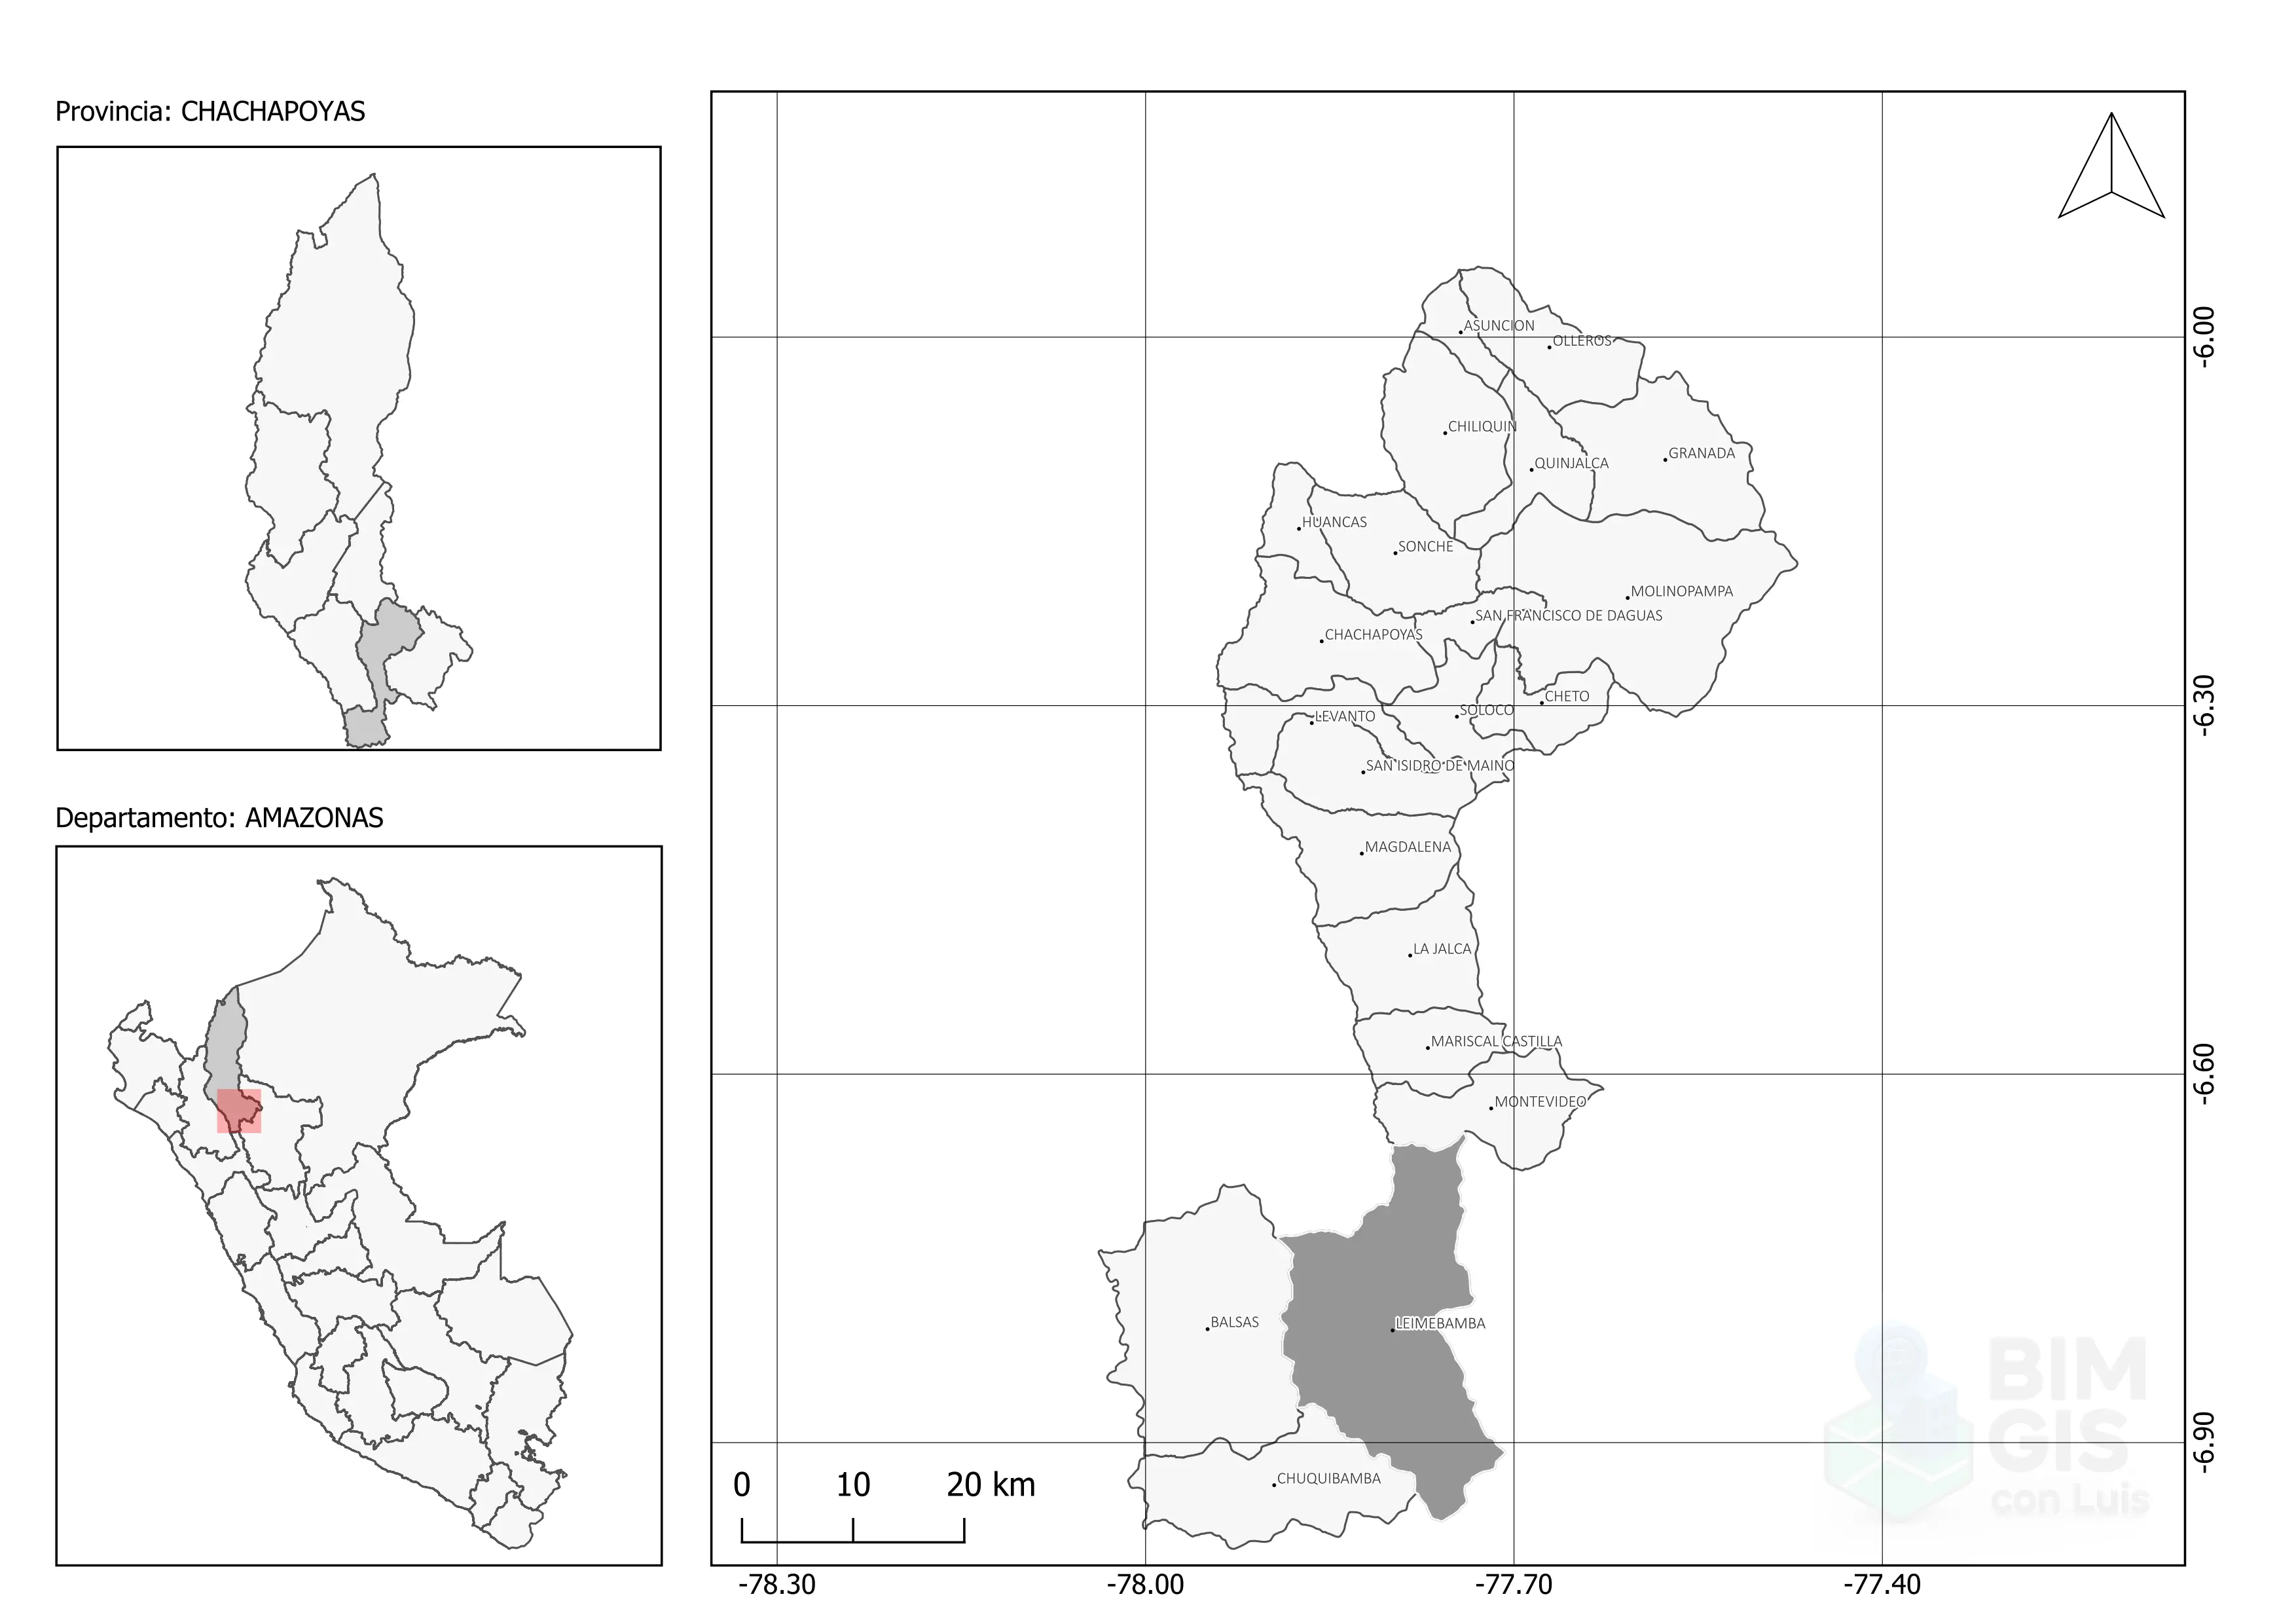 Provincia: CHACHAPOYAS
Departamento: AMAZONAS
ASUNCION
OLLEROS
CHILIQUIN
QUINJALCA
GRANADA
HUANCAS
SONCHE
MOLINOPAMPA
SAN FRANCISCO DE DAGUAS
CHACHAPOYAS
CHETO
SOLOCO
LEVANTO
SAN ISIDRO DE MAINO
MAGDALENA
LA JALCA
MARISCAL CASTILLA
MONTEVIDEO
BALSAS
LEIMEBAMBA
CHUQUIBAMBA
0 10 20 km
-78.30 -78.00 -77.70 -77.40
-6.00
-6.30
-6.60
-6.90
BIM
GIS
con Luis